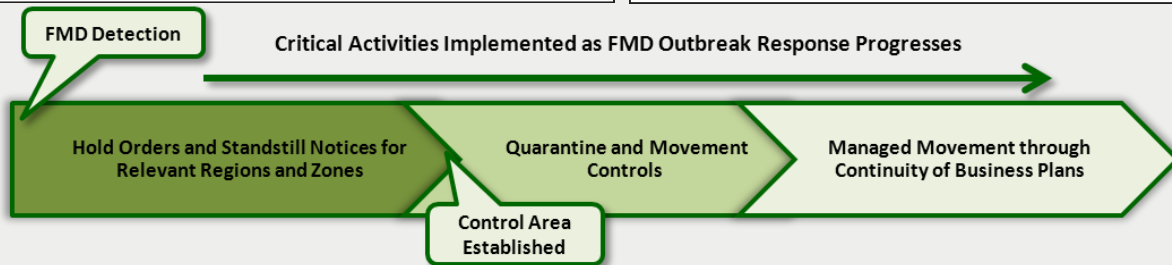 FMD Detection
Critical Activities Implemented as FMD Outbreak Response Progresses
Hold Orders and Standstill Notices for
Relevant Regions and Zones
Quarantine and Movement
Controls
Managed Movement through
Continuity of Business Plans
Control Area
Established